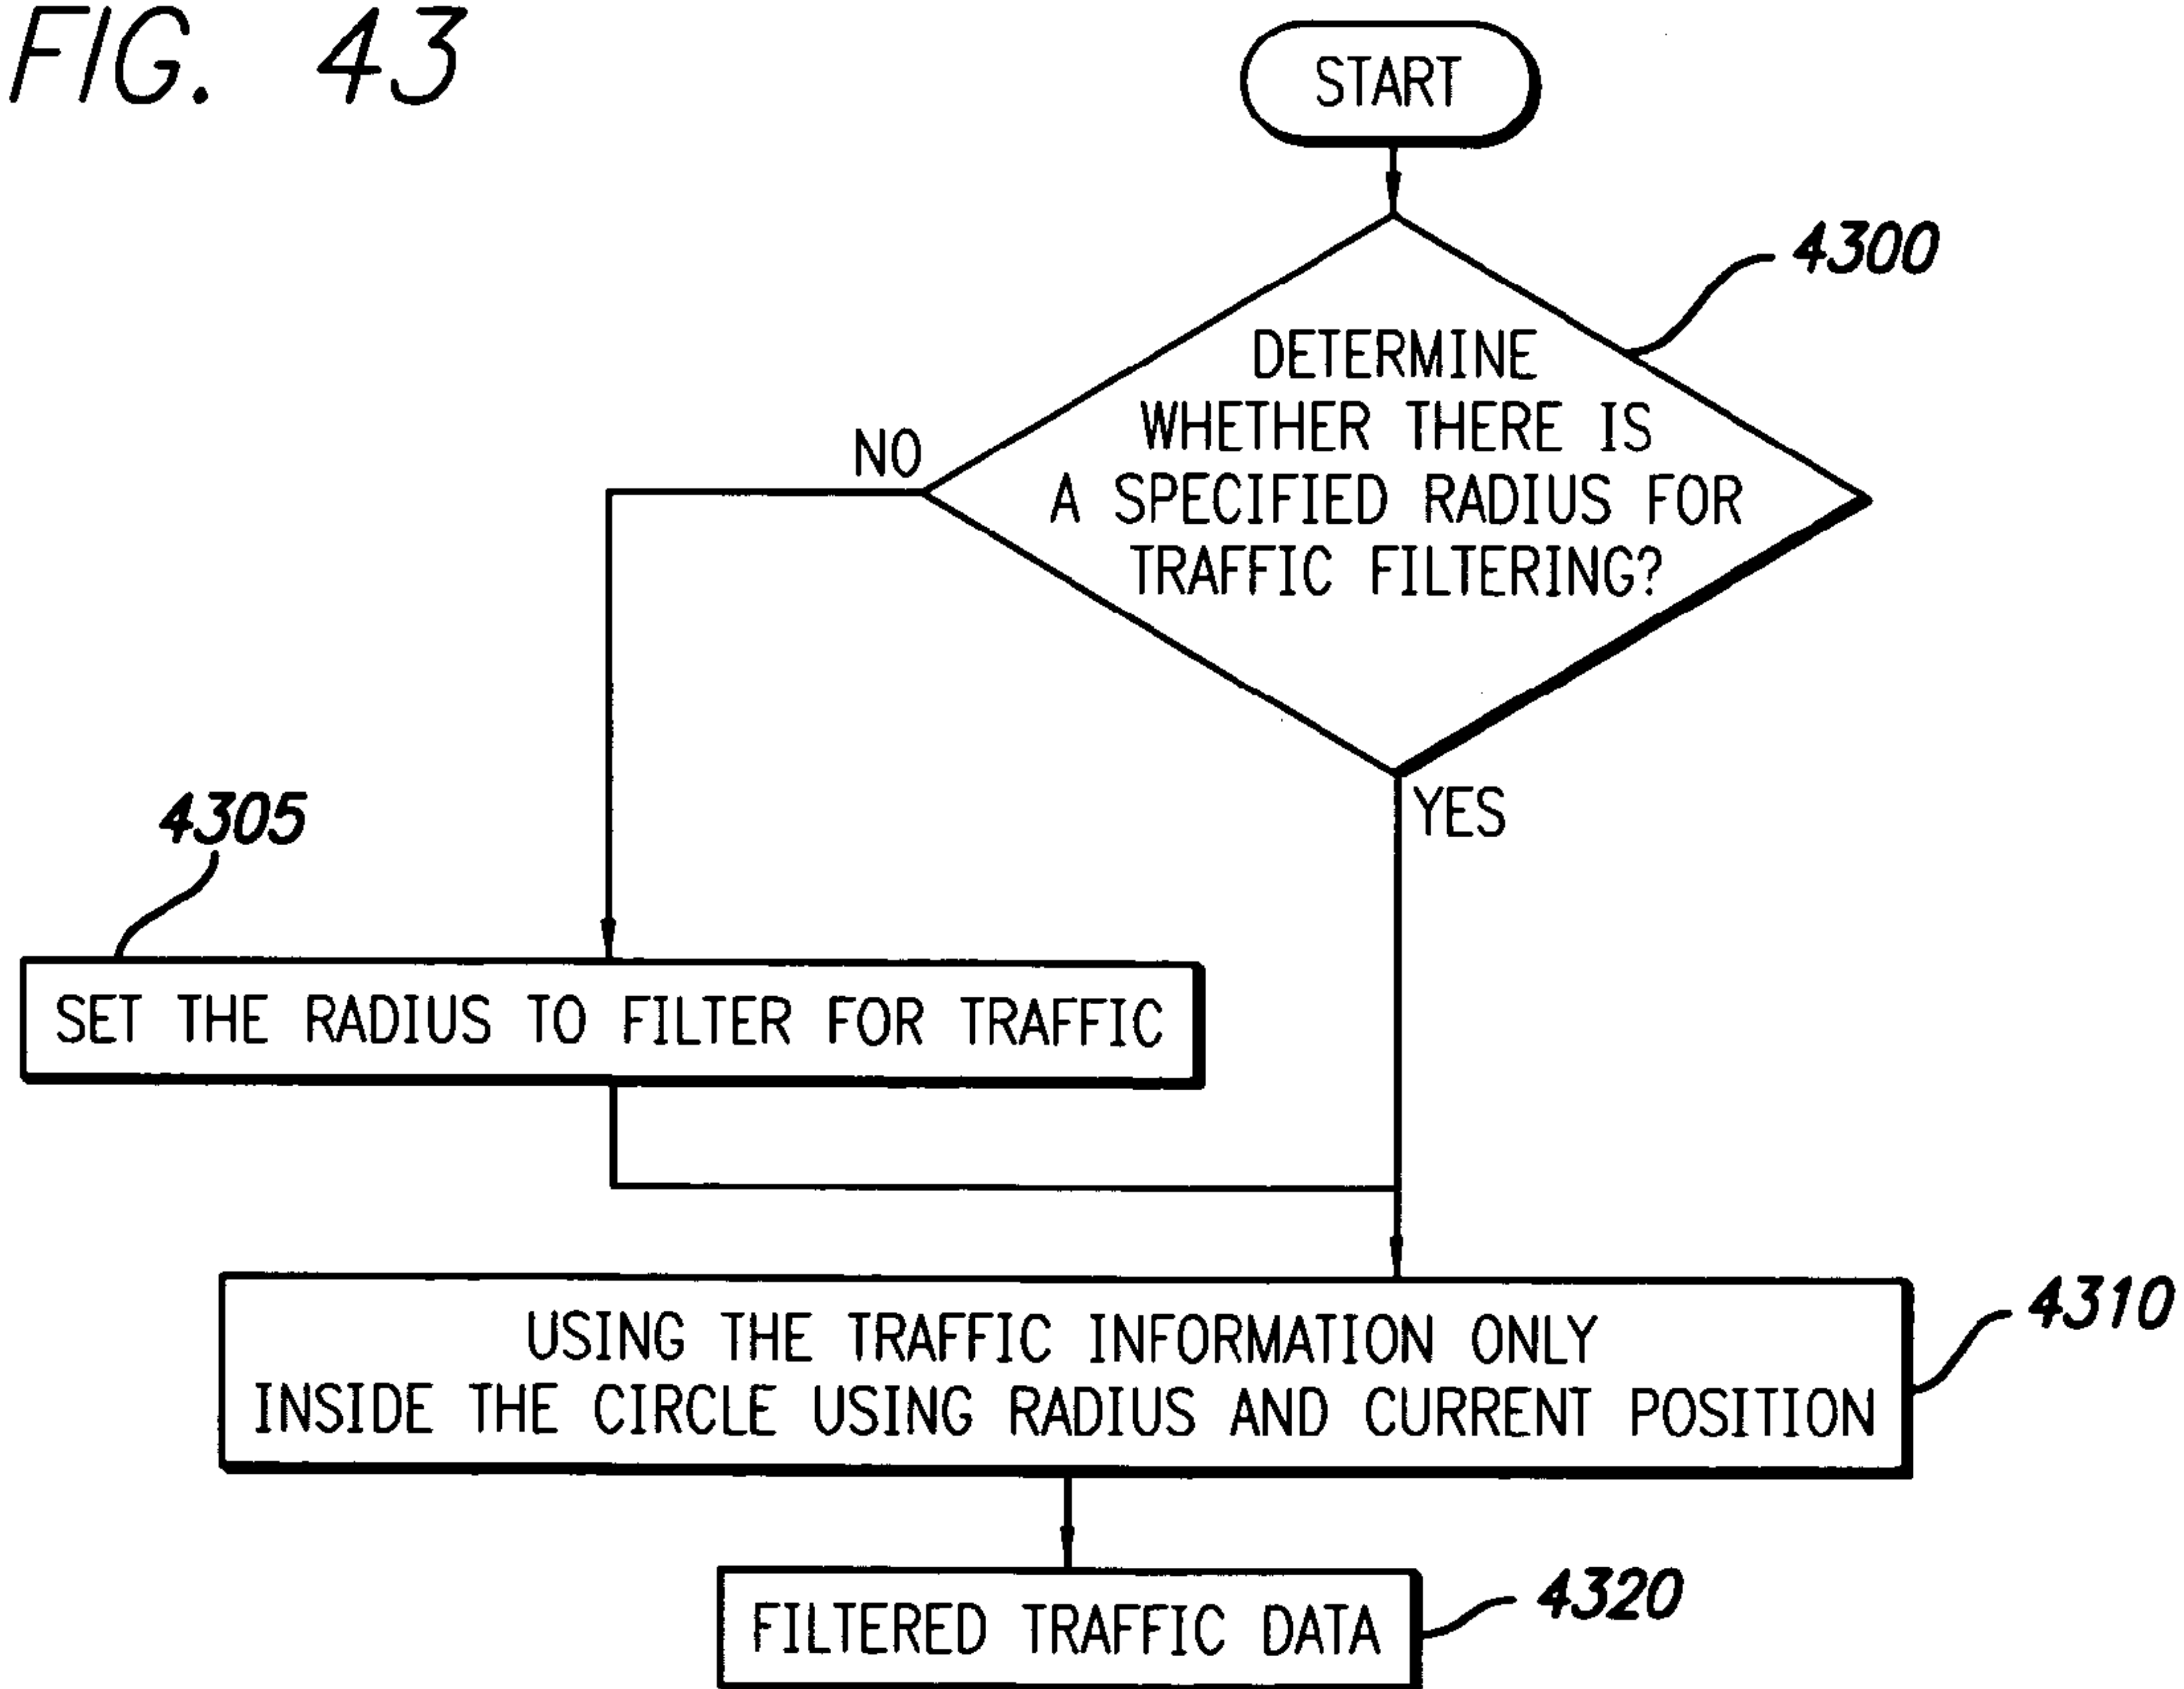 FIG. 43
START
4300
DETERMINE
WHETHER THERE IS
A SPECIFIED RADIUS FOR
TRAFFIC FILTERING?
NO
YES
4305
SET THE RADIUS TO FILTER FOR TRAFFIC
4310
USING THE TRAFFIC INFORMATION ONLY
INSIDE THE CIRCLE USING RADIUS AND CURRENT POSITION
4320
FILTERED TRAFFIC DATA